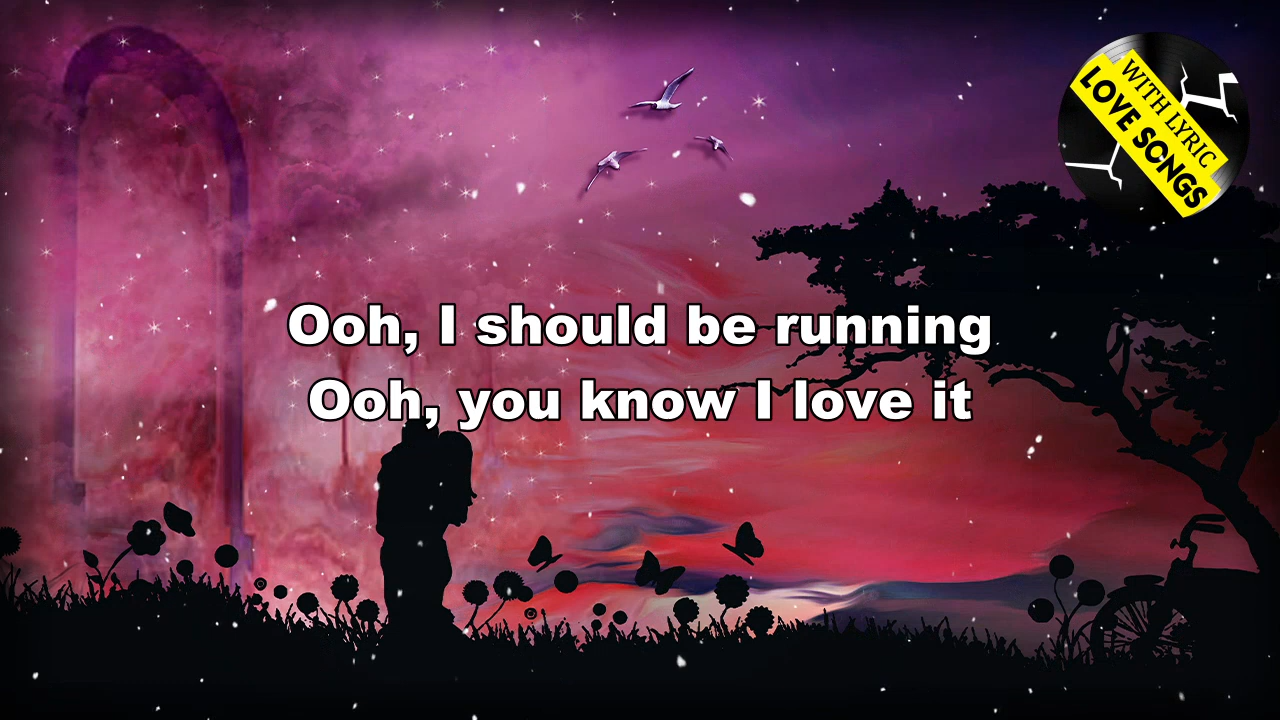 WITH LYRIC
LOVE SONGS
Ooh, I should be running
Ooh, you know I love it